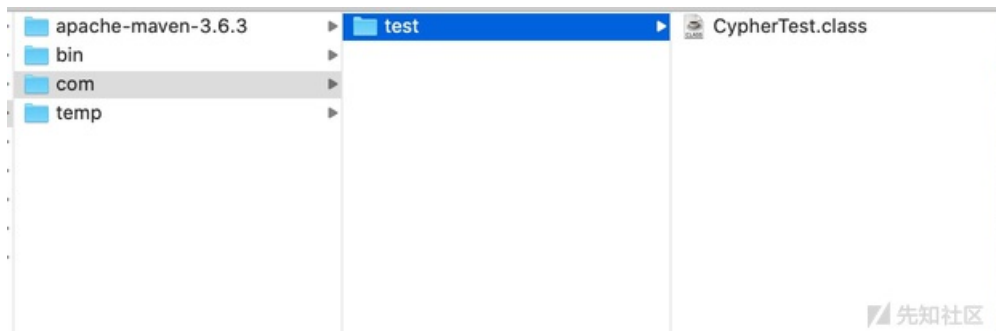 apache-maven-3.6.3
bin
com
temp
test
CypherTest.class
先知社区